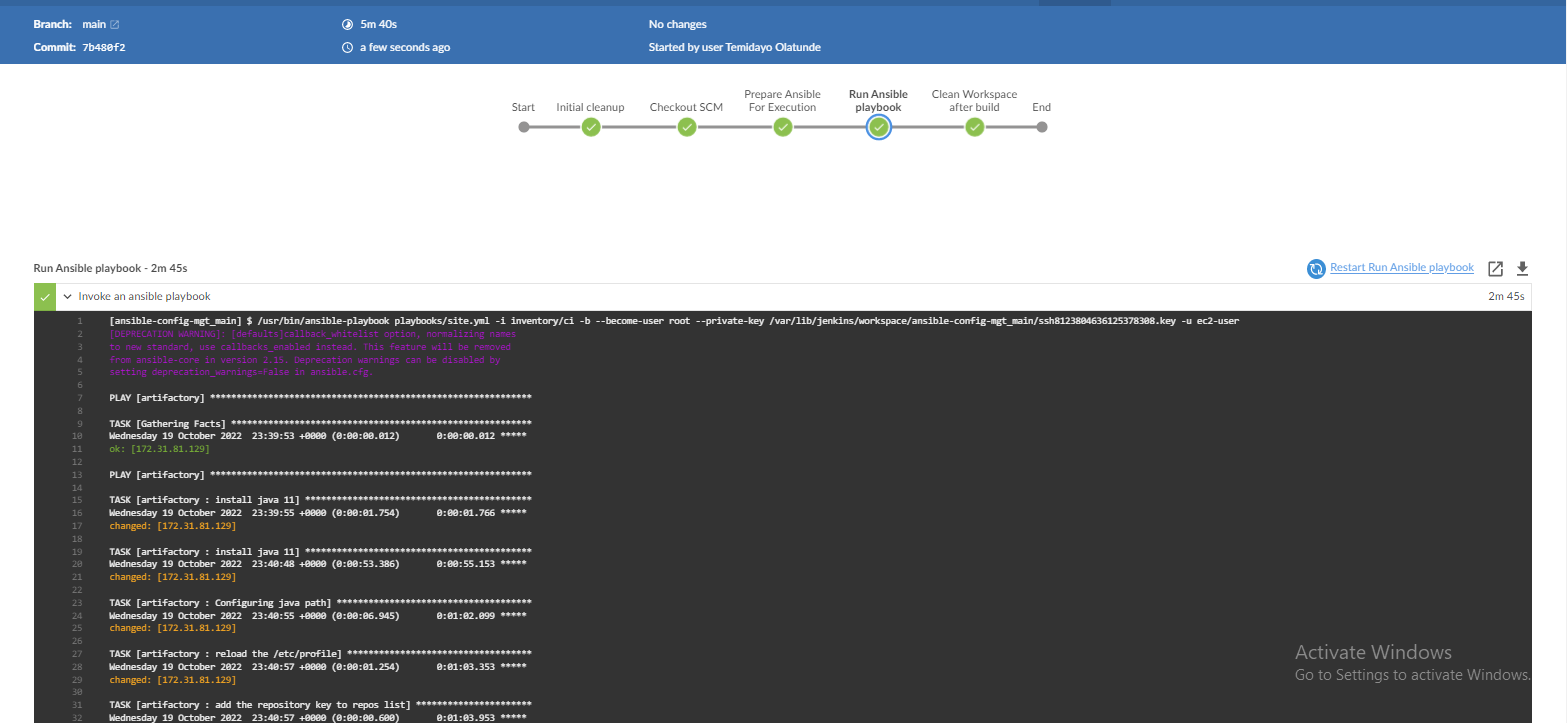 Branch: main 5m 40s No changes
Commit: 7b480f2 a few seconds ago Started by user Temidayo Olatunde
Start Initial cleanup Checkout SCM Prepare Ansible For Execution Run Ansible playbook Clean Workspace after build End
Run Ansible playbook - 2m 45s Restart Run Ansible playbook
Invoke an ansible playbook 2m 45s
1 [ansible-config-mgt_main] $ /usr/bin/ansible-playbook playbooks/site.yml -i inventory/ci -b --become-user root --private-key /var/lib/jenkins/workspace/ansible-config-mgt_main/ssh8123804636125378308.key -u ec2-user
2 [DEPRECATION WARNING]: [defaults]callback_whitelist option, normalizing names
3 to new standard, use callbacks_enabled instead. This feature will be removed
4 from ansible-core in version 2.15. Deprecation warnings can be disabled by
5 setting deprecation_warnings=False in ansible.cfg.
6
7 PLAY [artifactory] *************************************************************
8
9 TASK [Gathering Facts] *********************************************************
10 Wednesday 19 October 2022  23:39:53 +0000 (0:00:00.012)       0:00:00.012 *****
11 ok: [172.31.81.129]
12
13 PLAY [artifactory] *************************************************************
14
15 TASK [artifactory : install java 11] *******************************************
16 Wednesday 19 October 2022  23:39:55 +0000 (0:00:01.754)       0:00:01.766 *****
17 changed: [172.31.81.129]
18
19 TASK [artifactory : install java 11] *******************************************
20 Wednesday 19 October 2022  23:40:48 +0000 (0:00:53.386)       0:00:55.153 *****
21 changed: [172.31.81.129]
22
23 TASK [artifactory : Configuring java path] *************************************
24 Wednesday 19 October 2022  23:40:55 +0000 (0:00:06.945)       0:01:02.099 *****
25 changed: [172.31.81.129]
26
27 TASK [artifactory : reload the /etc/profile] ***********************************
28 Wednesday 19 October 2022  23:40:57 +0000 (0:00:01.254)       0:01:03.353 *****
29 changed: [172.31.81.129]
30
31 TASK [artifactory : add the repository key to repos list] **********************
32 Wednesday 19 October 2022  23:40:57 +0000 (0:00:00.600)       0:01:03.953 *****
Activate Windows
Go to Settings to activate Windows.